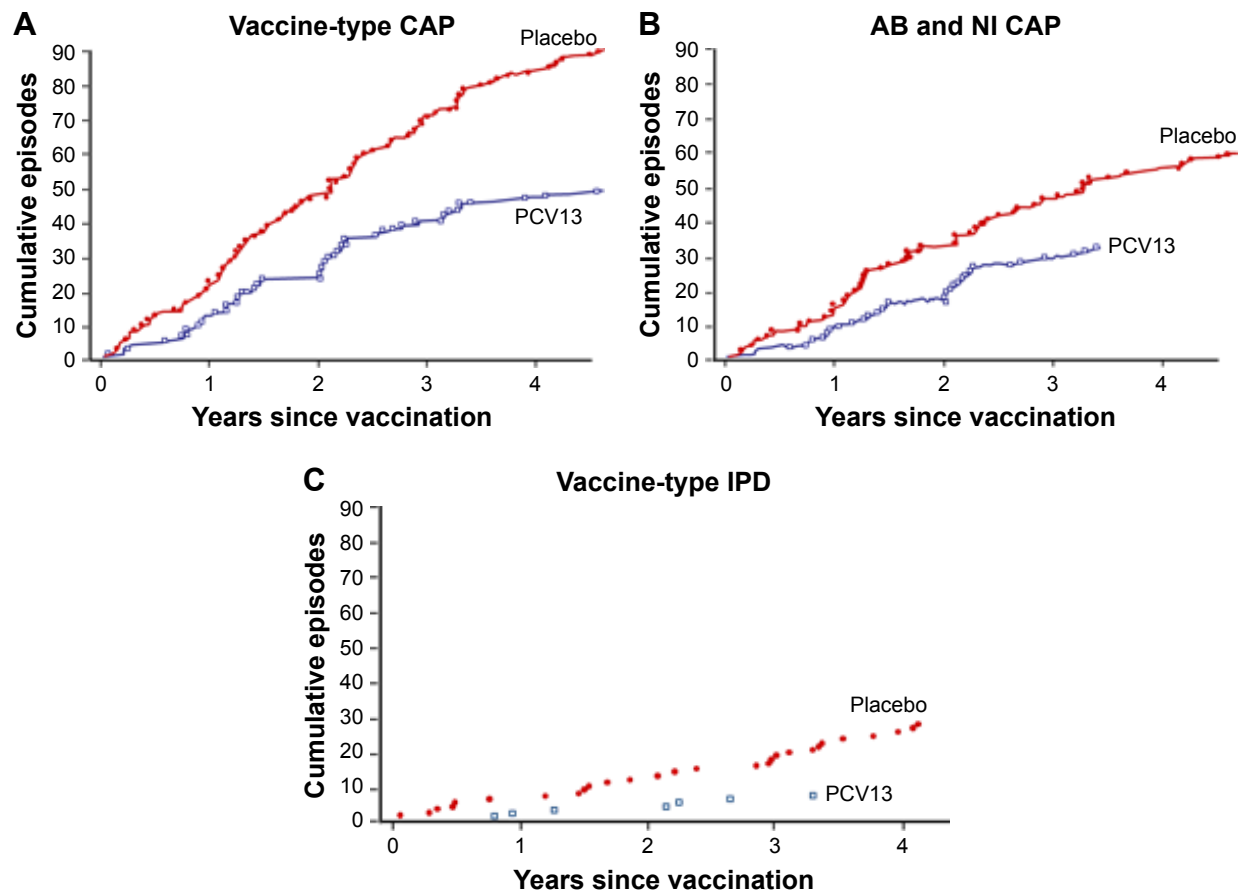 A
Vaccine-type CAP
Cumulative episodes
90
80
70
60
50
40
30
20
10
0
Placebo
PCV13
0 1 2 3 4
Years since vaccination
B
AB and NI CAP
Cumulative episodes
90
80
70
60
50
40
30
20
10
0
Placebo
PCV13
0 1 2 3 4
Years since vaccination
C
Vaccine-type IPD
Cumulative episodes
90
80
70
60
50
40
30
20
10
0
Placebo
PCV13
0 1 2 3 4
Years since vaccination